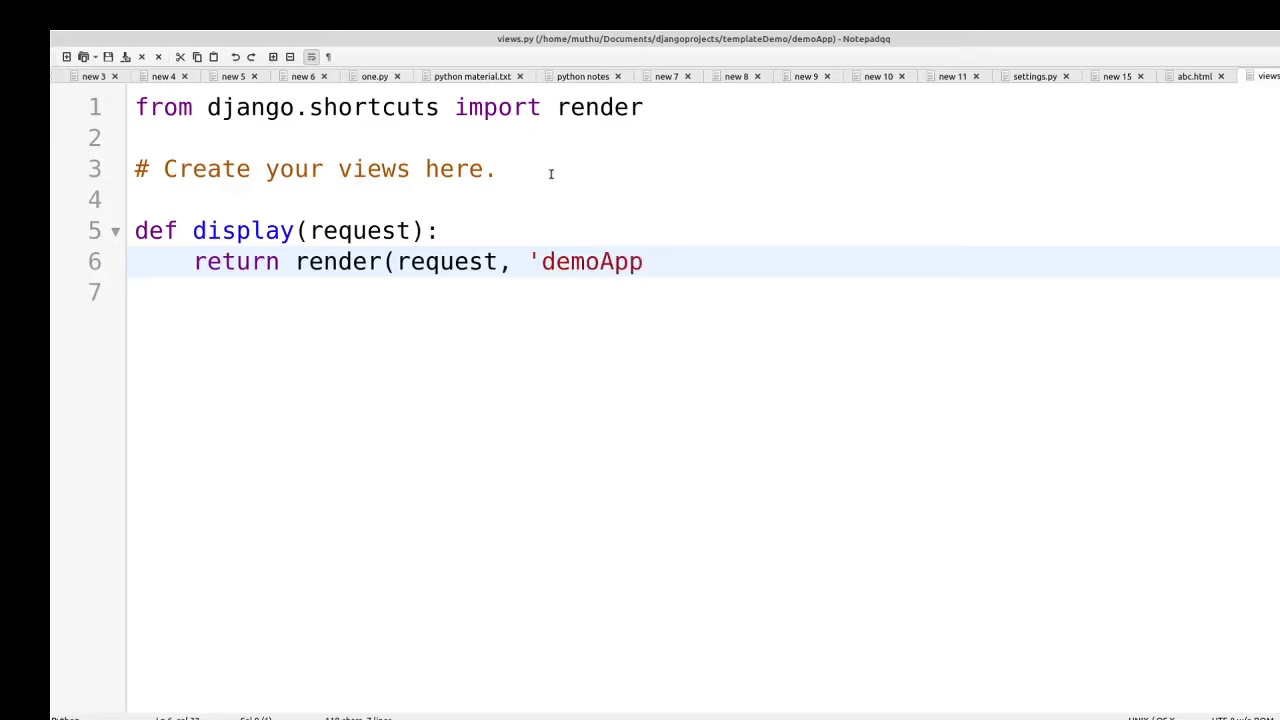 views.py (/home/muthu/Documents/djangoprojects/templateDemo/demoApp) - Notepadqq
new 3 new 4 new 5 new 6 one.py python material.txt python notes new 7 new 8 new 9 new 10 new 11 settings.py new 15 abc.html views
1 from django.shortcuts import render
2
3 # Create your views here.
4
5 def display(request):
6 return render(request, 'demoApp
7